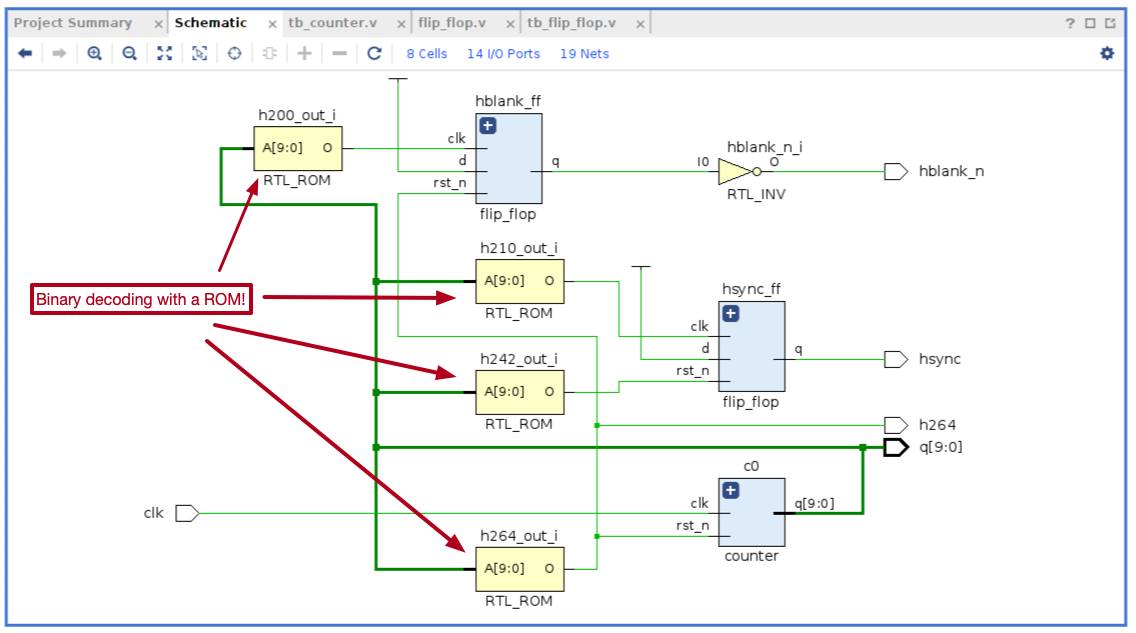 Project Summary × Schematic × tb_counter.v × flip_flop.v × tb_flip_flop.v × ?
8 Cells 14 I/O Ports 19 Nets
hblank_ff
h200_out_i
A[9:0] O
RTL_ROM
clk
d
rst_n
q
flip_flop
hblank_n_i
I0 O
RTL_INV
hblank_n
h210_out_i
A[9:0] O
RTL_ROM
Binary decoding with a ROM!
hsync_ff
clk
d
rst_n
q
flip_flop
hsync
h242_out_i
A[9:0] O
RTL_ROM
h264
q[9:0]
c0
clk
clk
rst_n
q[9:0]
counter
h264_out_i
A[9:0] O
RTL_ROM